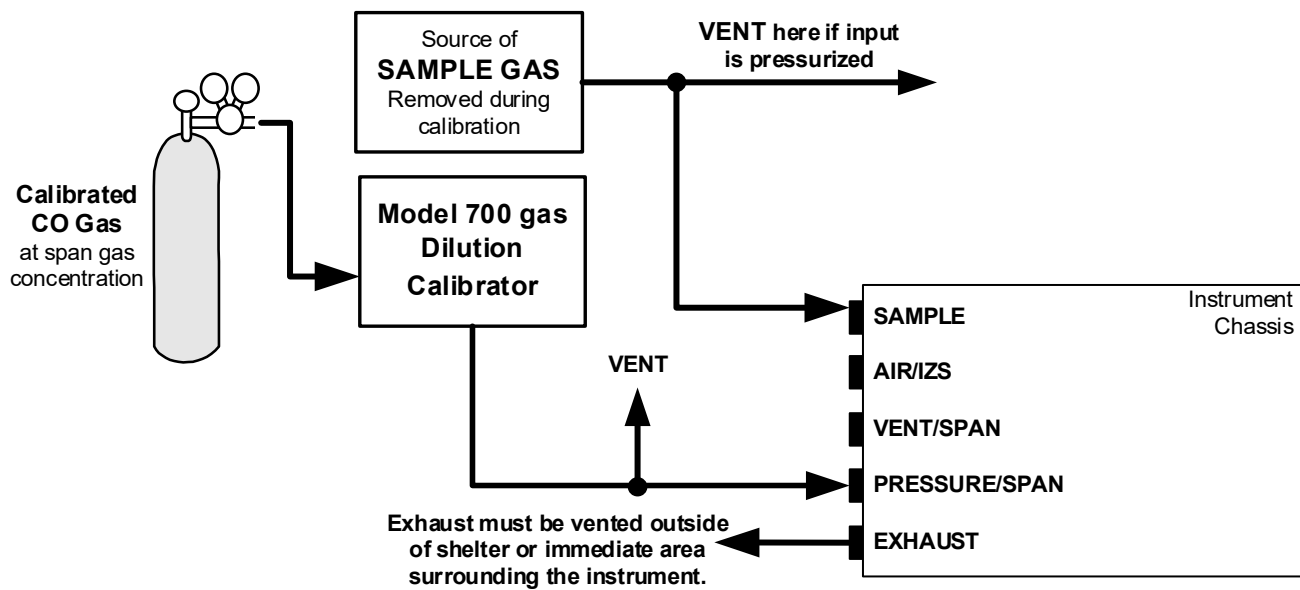 Source of
SAMPLE GAS
Removed during
calibration
VENT here if input
is pressurized
Calibrated
CO Gas
at span gas
concentration
Model 700 gas
Dilution
Calibrator
Instrument
Chassis
SAMPLE
AIR/IZS
VENT/SPAN
PRESSURE/SPAN
EXHAUST
VENT
Exhaust must be vented outside
of shelter or immediate area
surrounding the instrument.